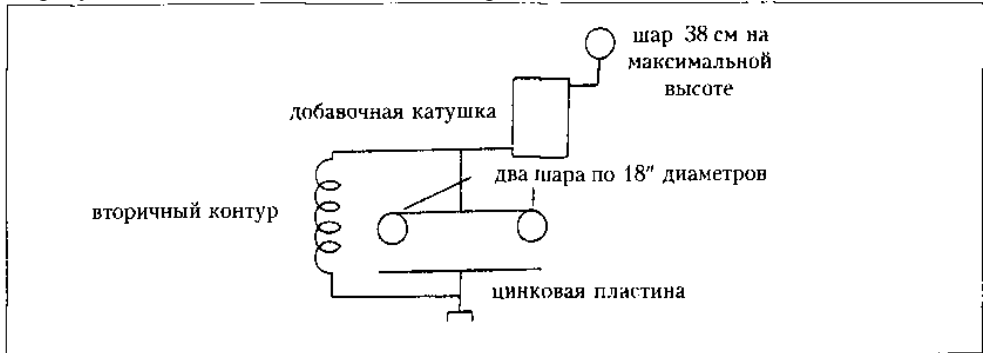 шар 38 см на
максимальной
высоте
добавочная катушка
два шара по 18″ диаметров
вторичный контур
цинковая пластина